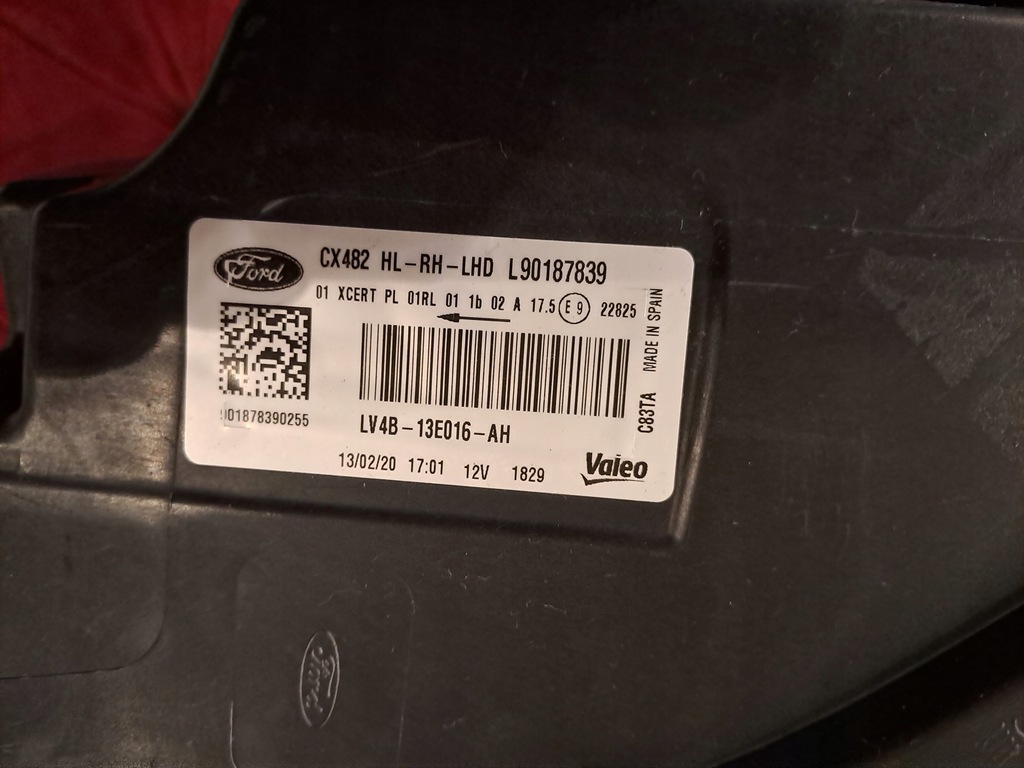 Ford
CX482 HL-RH-LHD L90187839
01 XCERT PL 01RL 01 1b 02 A 17.5 E9 22825
901878390255
LV4B-13E016-AH
13/02/20 17:01 12V 1829
Valeo
C83TA MADE IN SPAIN
Ford